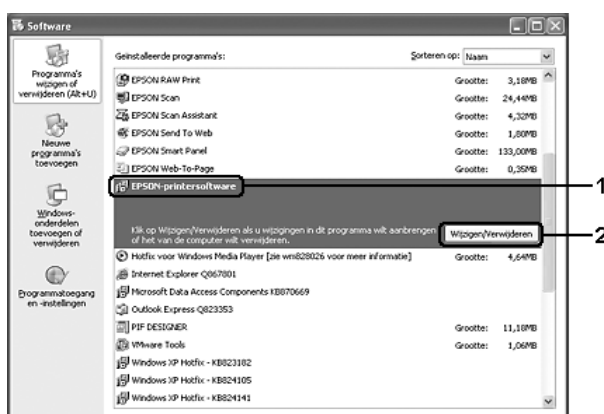 Software
Geïnstalleerde programma's:
Sorteren op: Naam
Programma's
wijzigen of
verwijderen (Alt+U)
Nieuwe
programma's
toevoegen
Windows-
onderdelen
toevoegen of
verwijderen
Programmatoegang
en -instellingen
EPSON RAW Print Grootte: 3,18MB
EPSON Scan Grootte: 24,44MB
EPSON Scan Assistant Grootte: 4,32MB
EPSON Send To Web Grootte: 1,80MB
EPSON Smart Panel Grootte: 133,00MB
EPSON Web-To-Page Grootte: 0,35MB
EPSON-printersoftware
1
Klik op Wijzigen/Verwijderen als u wijzigingen in dit programma wilt aanbrengen
of het van de computer wilt verwijderen.
Wijzigen/Verwijderen
2
Hotfix voor Windows Media Player [zie wm828026 voor meer informatie] Grootte: 4,64MB
Internet Explorer Q867801
Microsoft Data Access Components KB870669
Outlook Express Q823353
PIF DESIGNER Grootte: 11,18MB
VMware Tools Grootte: 1,06MB
Windows XP Hotfix - KB823182
Windows XP Hotfix - KB824105
Windows XP Hotfix - KB824141